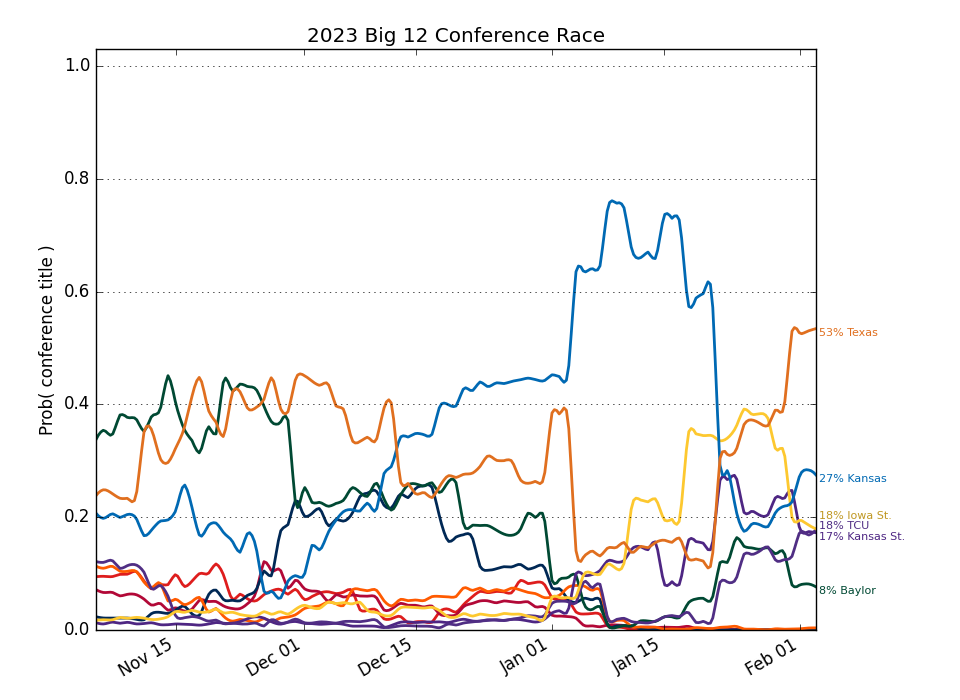 2023 Big 12 Conference Race
Prob( conference title )
1.0
0.8
0.6
0.4
0.2
0.0
53% Texas
27% Kansas
18% Iowa St.
18% TCU
17% Kansas St.
8% Baylor
Nov 15
Dec 01
Dec 15
Jan 01
Jan 15
Feb 01